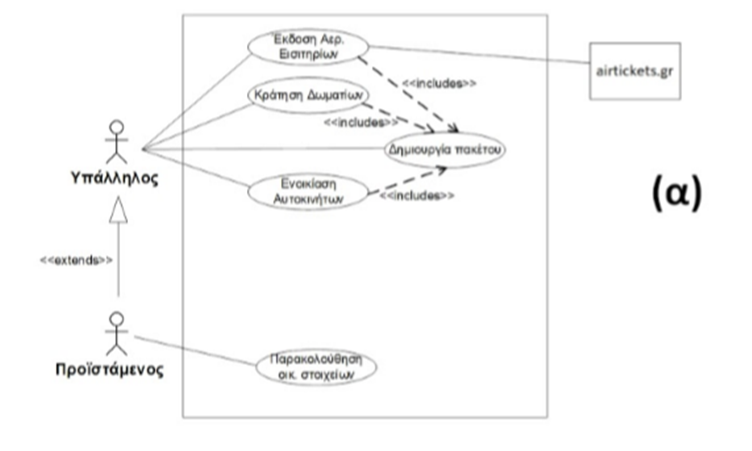 Έκδοση Αερ.
Εισιτηρίων
airtickets.gr
<<includes>>
Κράτηση Δωματίων
<<includes>>
Δημιουργία πακέτου
Υπάλληλος
Ενοικίαση
Αυτοκινήτων
<<includes>>
(α)
<<extends>>
Προϊστάμενος
Παρακολούθηση
οικ. στοιχείων